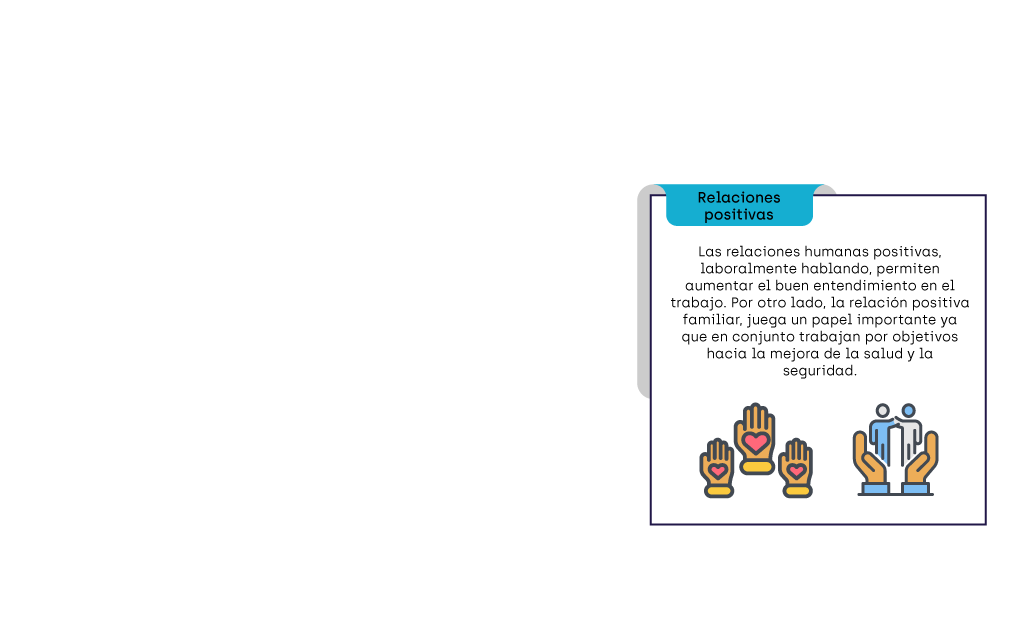 Relaciones
positivas
Las relaciones humanas positivas,
laboralmente hablando, permiten
aumentar el buen entendimiento en el
trabajo. Por otro lado, la relación positiva
familiar, juega un papel importante ya
que en conjunto trabajan por objetivos
hacia la mejora de la salud y la
seguridad.